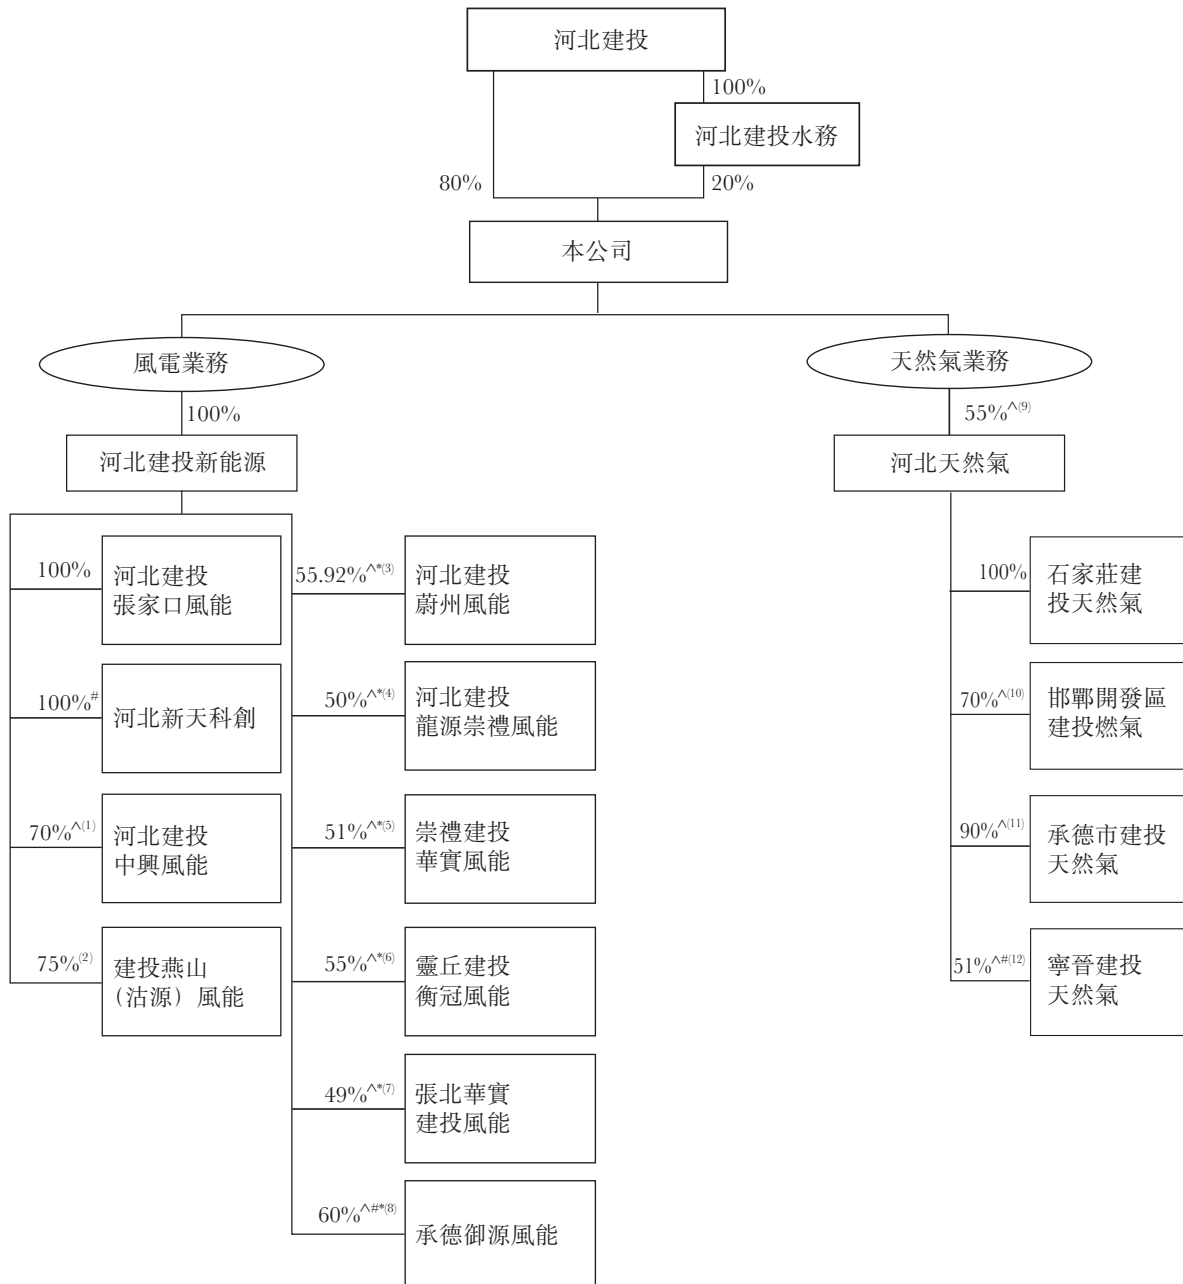 河北建投
100%
河北建投水務
80%
20%
本公司
風電業務
天然氣業務
100%
55%^(9)
河北建投新能源
河北天然氣
100%
河北建投
張家口風能
55.92%^*(3)
河北建投
蔚州風能
100%
石家莊建
投天然氣
100%#
河北新天科創
50%^*(4)
河北建投
龍源崇禮風能
70%^(10)
邯鄲開發區
建投燃氣
70%^(1)
河北建投
中興風能
51%^*(5)
崇禮建投
華實風能
90%^(11)
承德市建投
天然氣
75%(2)
建投燕山
（沽源）風能
55%^*(6)
靈丘建投
衡冠風能
51%^#(12)
寧晉建投
天然氣
49%^*(7)
張北華實
建投風能
60%^#*(8)
承德御源風能